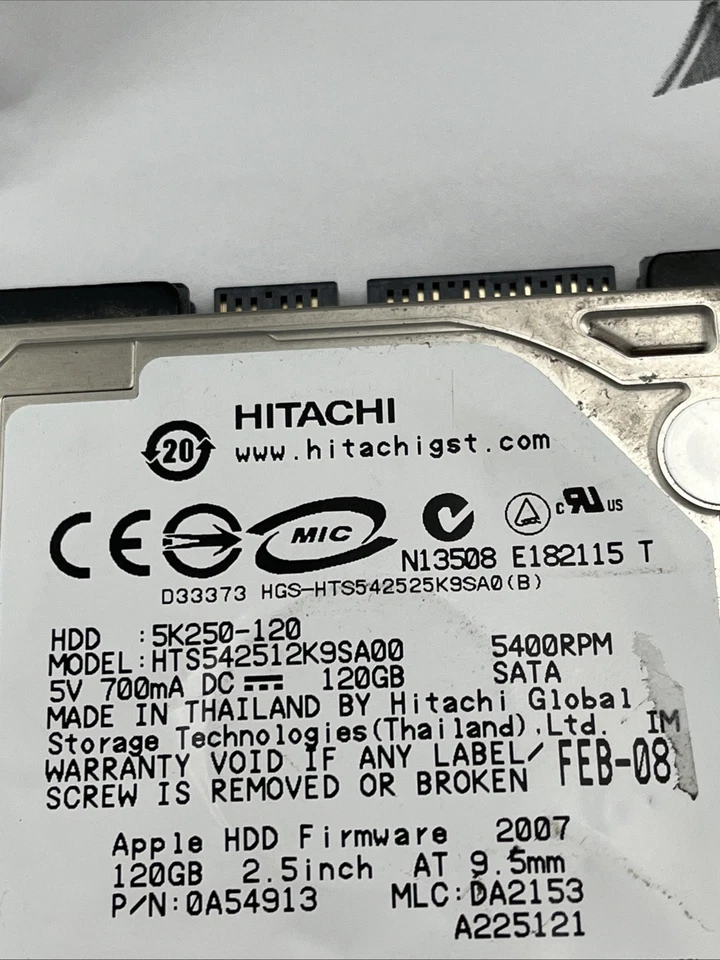 HITACHI
20
www.hitachigst.com
CE MIC c RU US
N13508 E182115 T
D33373 HGS-HTS542525K9SA0(B)
HDD :5K250-120
MODEL:HTS542512K9SA00 5400RPM
5V 700mA DC 120GB SATA
MADE IN THAILAND BY Hitachi Global
Storage Technologies(Thailand),Ltd. IM
WARRANTY VOID IF ANY LABEL/ FEB-08
SCREW IS REMOVED OR BROKEN
Apple HDD Firmware 2007
120GB 2.5inch AT 9.5mm
P/N:0A54913 MLC:DA2153
A225121